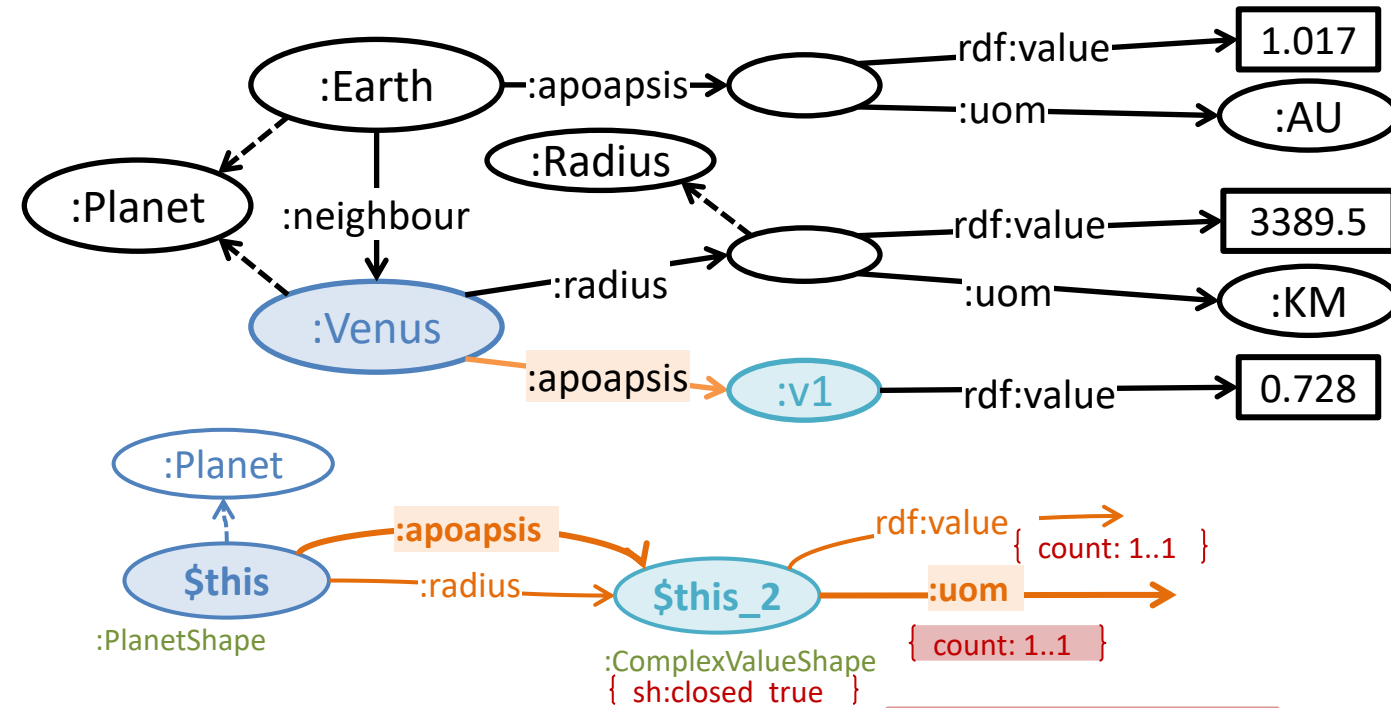 rdf:value
1.017
:Earth
:apoapsis
:uom
:AU
:Radius
:Planet
:neighbour
rdf:value
3389.5
:radius
:uom
:KM
:Venus
:apoapsis
:v1
rdf:value
0.728
:Planet
:apoapsis
rdf:value
{ count: 1..1 }
$this
:radius
$this_2
:uom
:PlanetShape
{ count: 1..1 }
:ComplexValueShape
{ sh:closed true }